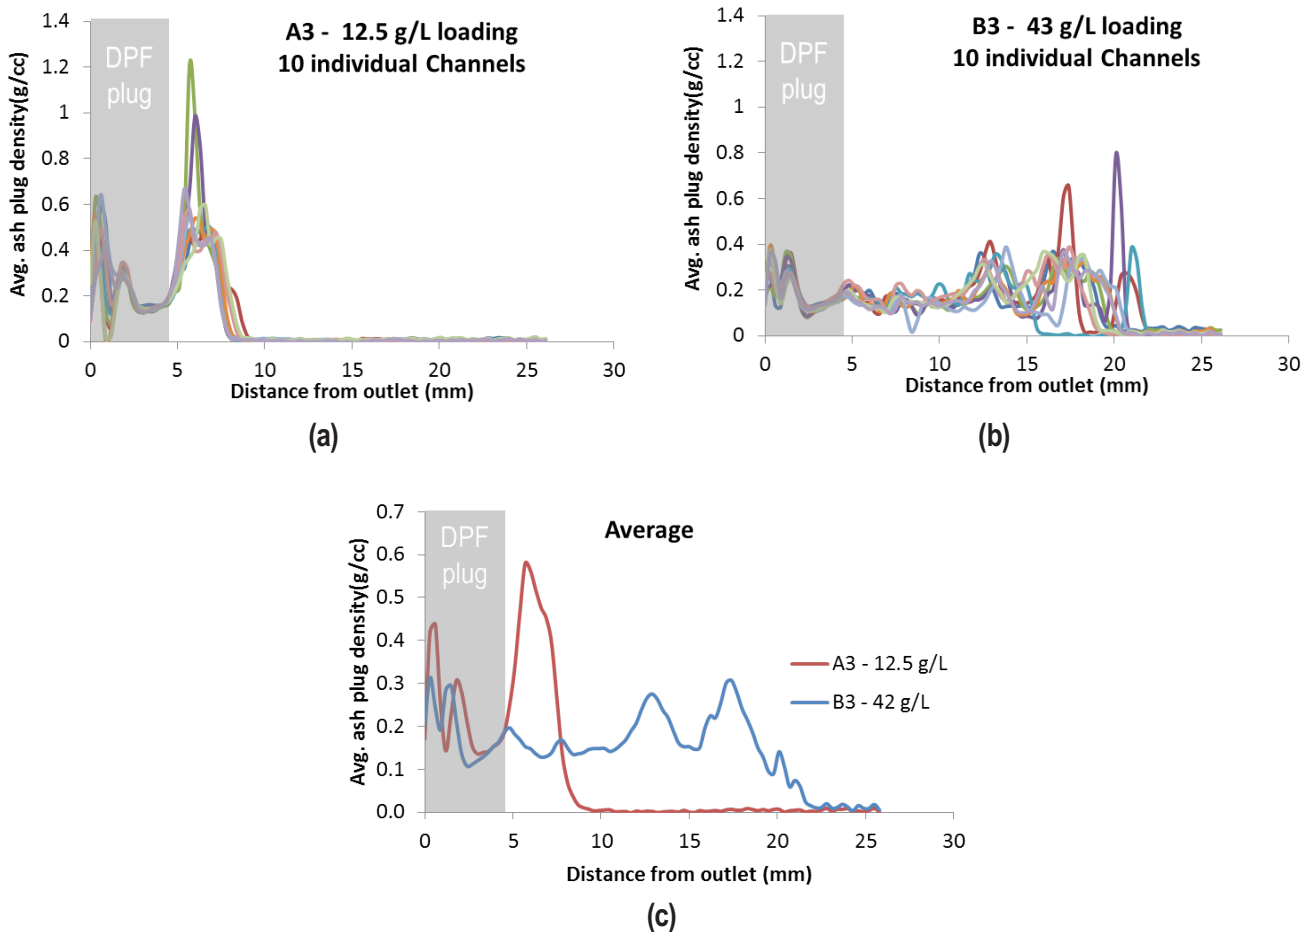 A3 - 12.5 g/L loading
10 individual Channels
DPF
plug
Avg. ash plug density(g/cc)
1.4
1.2
1
0.8
0.6
0.4
0.2
0
0 5 10 15 20 25 30
Distance from outlet (mm)
(a)
B3 - 43 g/L loading
10 individual Channels
DPF
plug
Avg. ash plug density(g/cc)
1.4
1.2
1
0.8
0.6
0.4
0.2
0
0 5 10 15 20 25 30
Distance from outlet (mm)
(b)
Average
DPF
plug
Avg. ash plug density(g/cc)
0.7
0.6
0.5
0.4
0.3
0.2
0.1
0.0
A3 - 12.5 g/L
B3 - 42 g/L
0 5 10 15 20 25 30
Distance from outlet (mm)
(c)